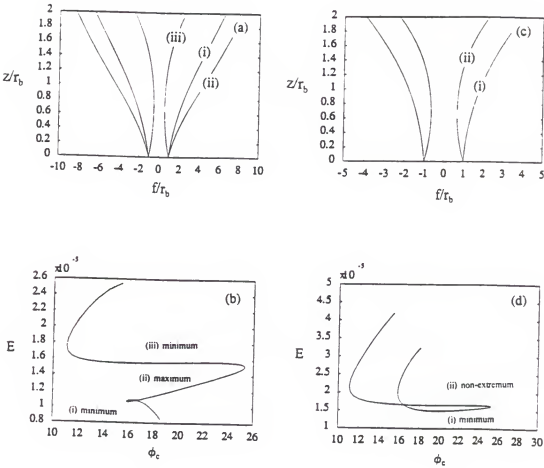 2
1.8
1.6
1.4
1.2
z/r_b
1
0.8
0.6
0.4
0.2
0
(iii)
(a)
(i)
(ii)
-10 -8 -6 -4 -2 0 2 4 6 8 10
f/r_b
2
1.8
1.6
1.4
1.2
z/r_b
1
0.8
0.6
0.4
0.2
0
(c)
(ii)
(i)
-5 -4 -3 -2 -1 0 1 2 3 4 5
f/r_b
x10
2.6
2.4
2.2
2
1.8
E
1.6
1.4
1.2
1
0.8
(b)
(iii) minimum
(ii) maximum
(i) minimum
10 12 14 16 18 20 22 24 26
ϕ_c
x10
5
4.5
4
3.5
3
E
2.5
2
1.5
1
(d)
(ii) non-extremum
(i) minimum
10 12 14 16 18 20 22 24 26 28 30
ϕ_c